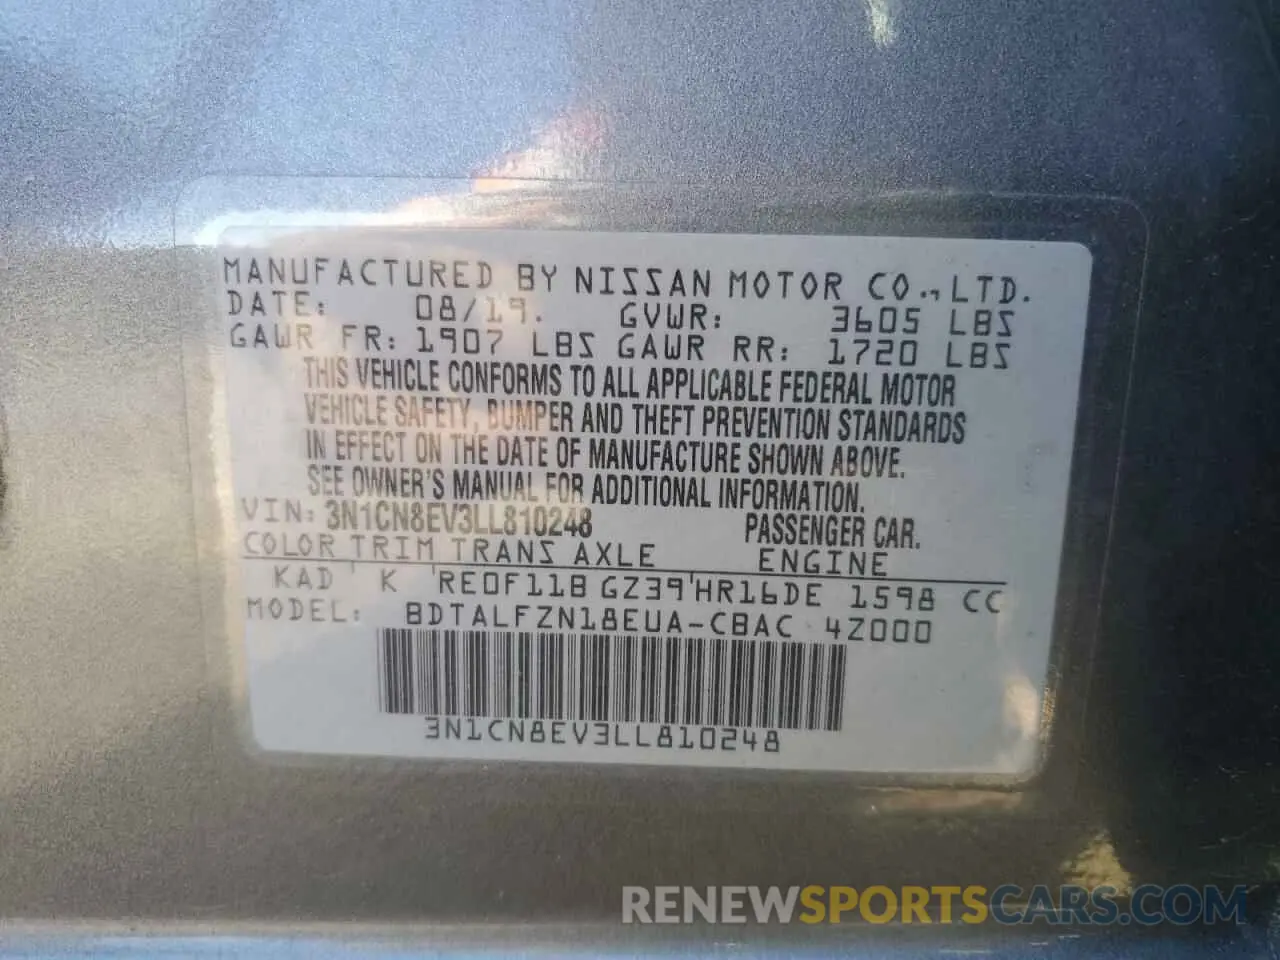 MANUFACTURED BY NISSAN MOTOR CO., LTD.
DATE: 08/19. GVWR: 3605 LBS
GAWR FR: 1907 LBS GAWR RR: 1720 LBS
THIS VEHICLE CONFORMS TO ALL APPLICABLE FEDERAL MOTOR
VEHICLE SAFETY, BUMPER AND THEFT PREVENTION STANDARDS
IN EFFECT ON THE DATE OF MANUFACTURE SHOWN ABOVE.
SEE OWNER'S MANUAL FOR ADDITIONAL INFORMATION.
VIN: 3N1CN8EV3LL810248 PASSENGER CAR.
COLOR TRIM TRANS AXLE ENGINE
KAD K RE0F11B GZ39 HR16DE 1598 CC
MODEL: BDTALFZN18EUA-CBAC 4Z000
3N1CN8EV3LL810248
RENEWSPORTSCARS.COM